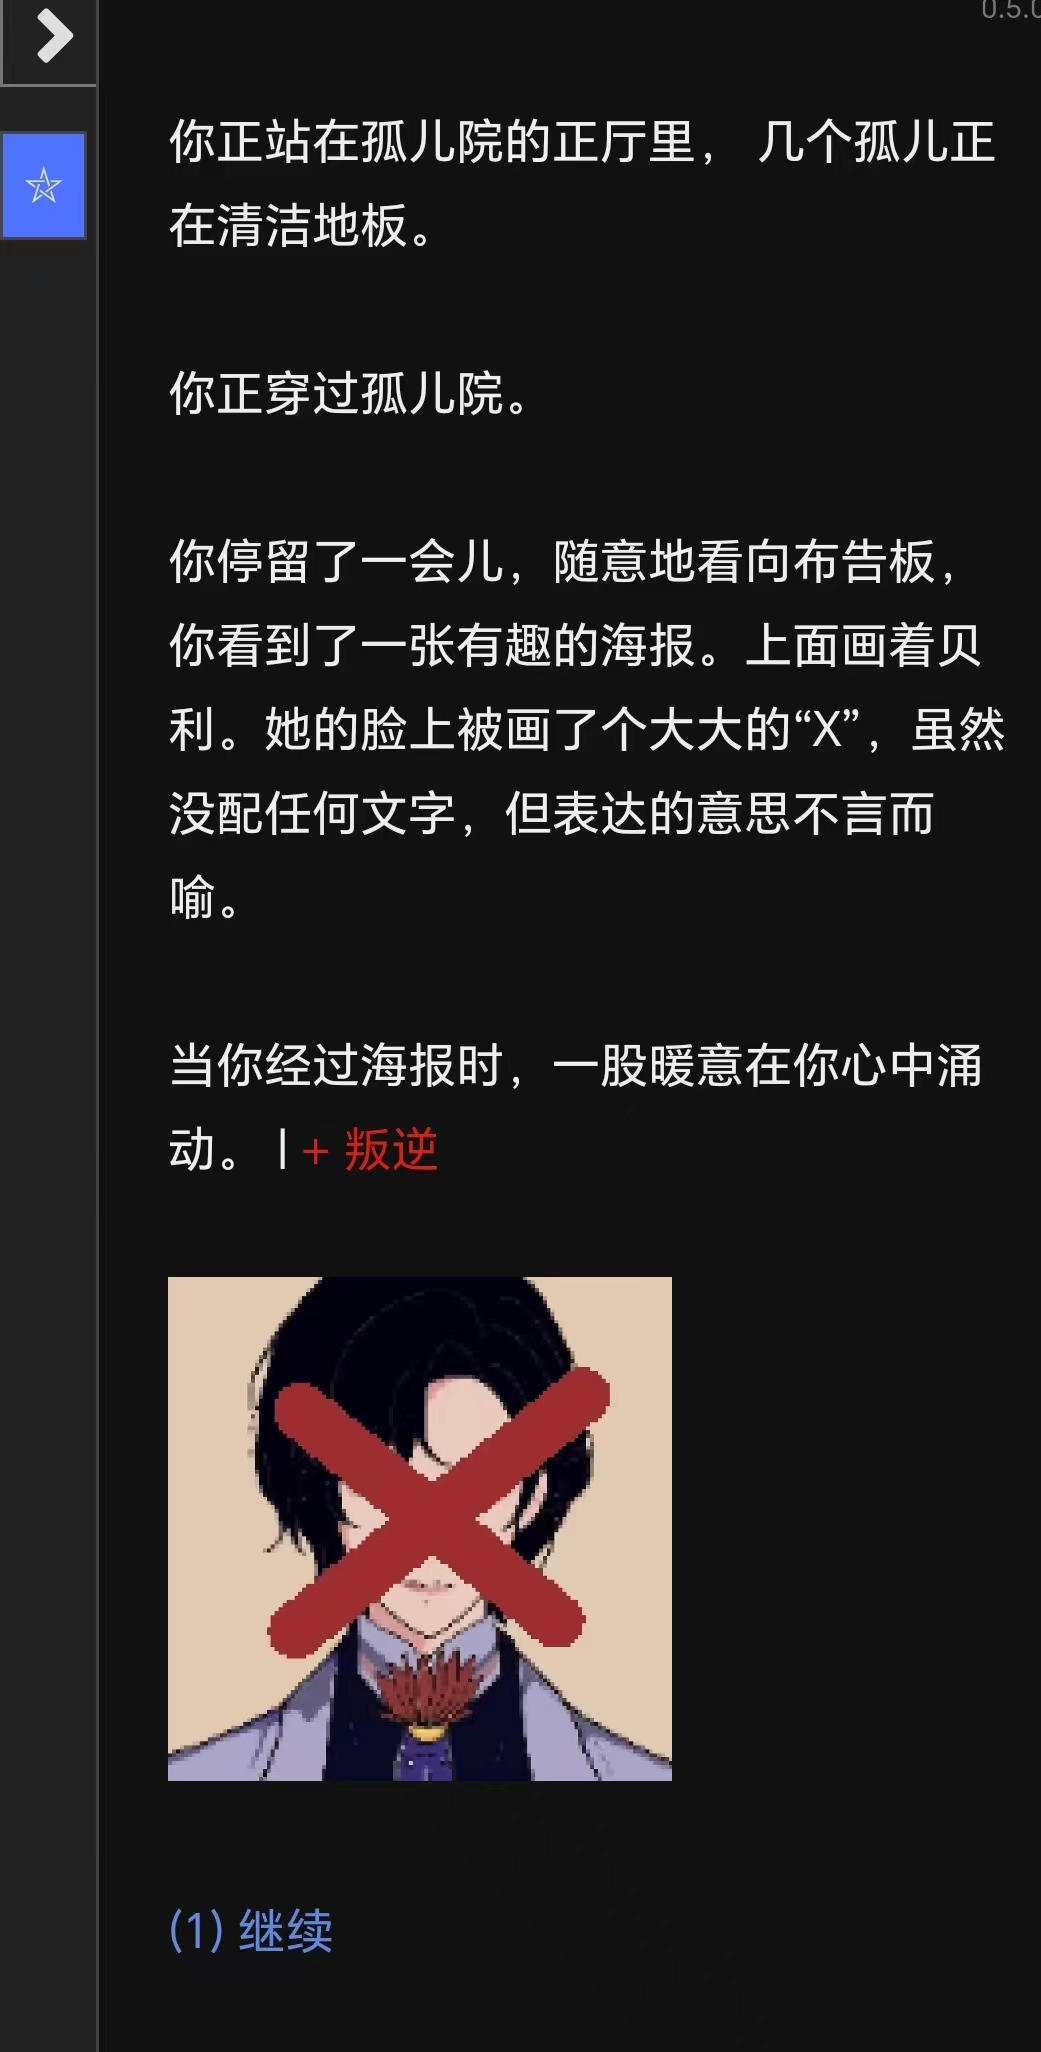 0.5.0
你正站在孤儿院的正厅里， 几个孤儿正
在清洁地板。
你正穿过孤儿院。
你停留了一会儿，随意地看向布告板，
你看到了一张有趣的海报。上面画着贝
利。她的脸上被画了个大大的“X”，虽然
没配任何文字，但表达的意思不言而
喻。
当你经过海报时，一股暖意在你心中涌
动。 | + 叛逆
(1) 继续